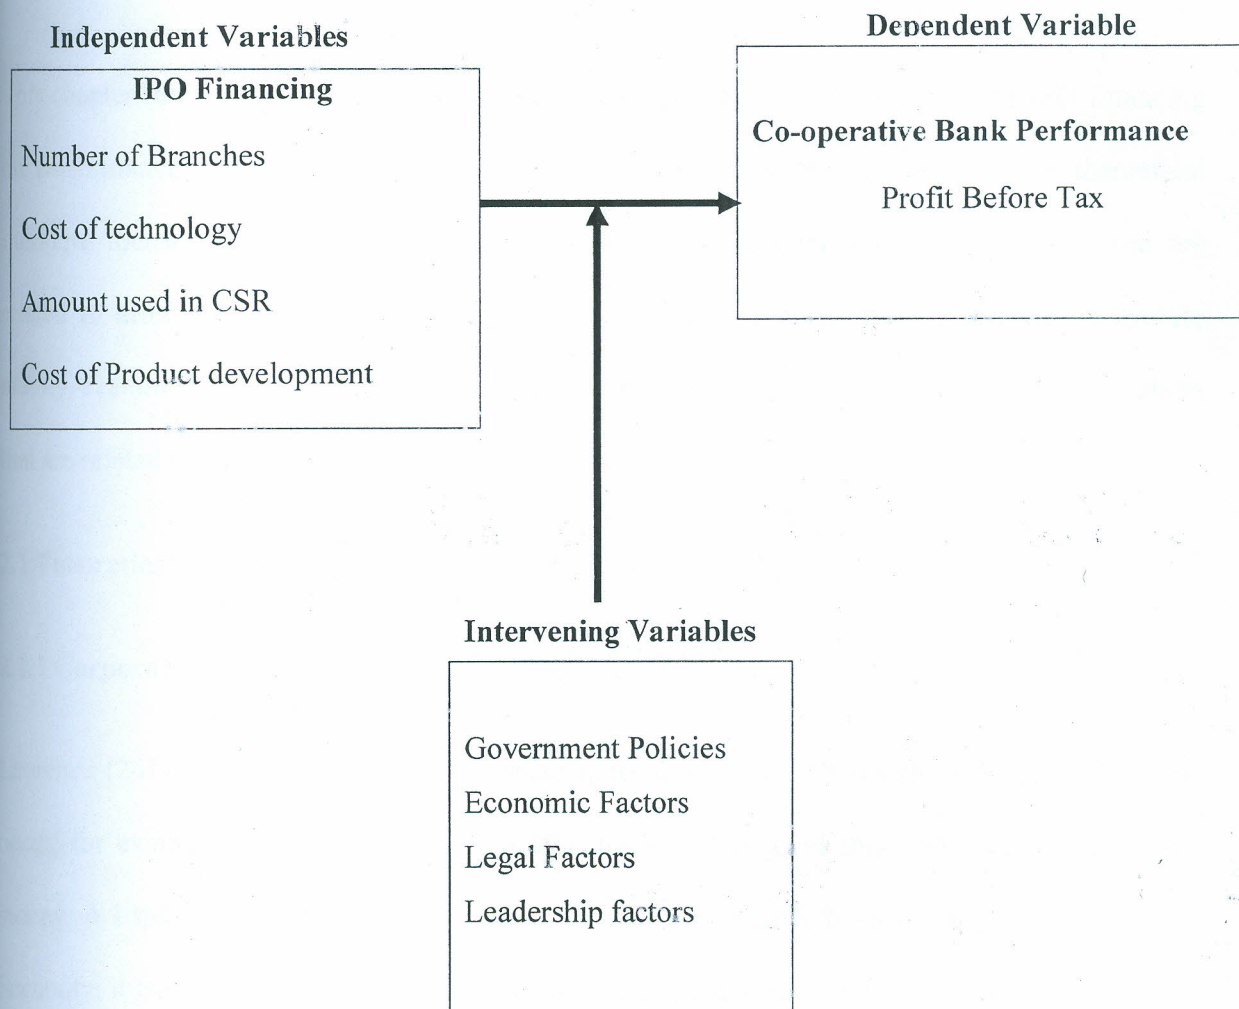 Independent Variables
IPO Financing
Number of Branches
Cost of technology
Amount used in CSR
Cost of Product development
Dependent Variable
Co-operative Bank Performance
Profit Before Tax
Intervening Variables
Government Policies
Economic Factors
Legal Factors
Leadership factors